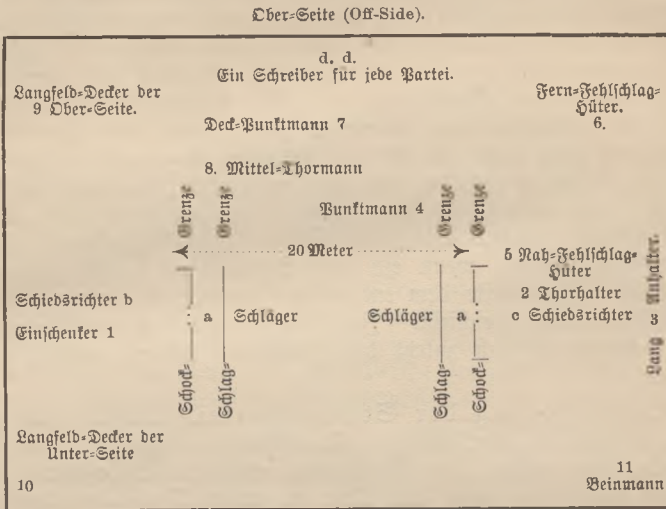 Ober-Seite (Off-Side).
d. d.
Ein Schreiber für jede Partei.
Langfeld-Decker der
9 Ober-Seite.
Fern-Fehlschlag-
Hüter.
6.
Deck-Punktmann 7
8. Mittel-Thormann
Punktmann 4
Grenze
Grenze
Grenze
Grenze
20 Meter
5 Nah-Fehlschlag-
Hüter
2 Thorhalter
c Schiedsrichter
3
Lang Anhalter.
Schiedsrichter b
Einschenker 1
a
Schläger
Schläger
a
Schock-
Schlag-
Schlag-
Schock-
Langfeld-Decker der
Unter-Seite
10
11
Beinmann